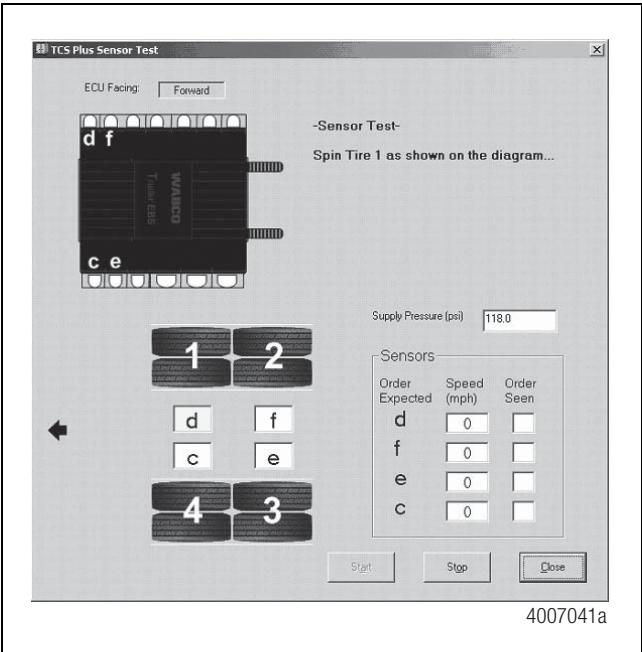 TCS Plus Sensor Test
ECU Facing: Forward
d f
WABCO
Trailer EBS
c e
-Sensor Test-
Spin Tire 1 as shown on the diagram...
Supply Pressure (psi) 118.0
1 2
d f
c e
4 3
Sensors
Order Expected Speed (mph) Order Seen
d 0
f 0
e 0
c 0
Start Stop Close
4007041a